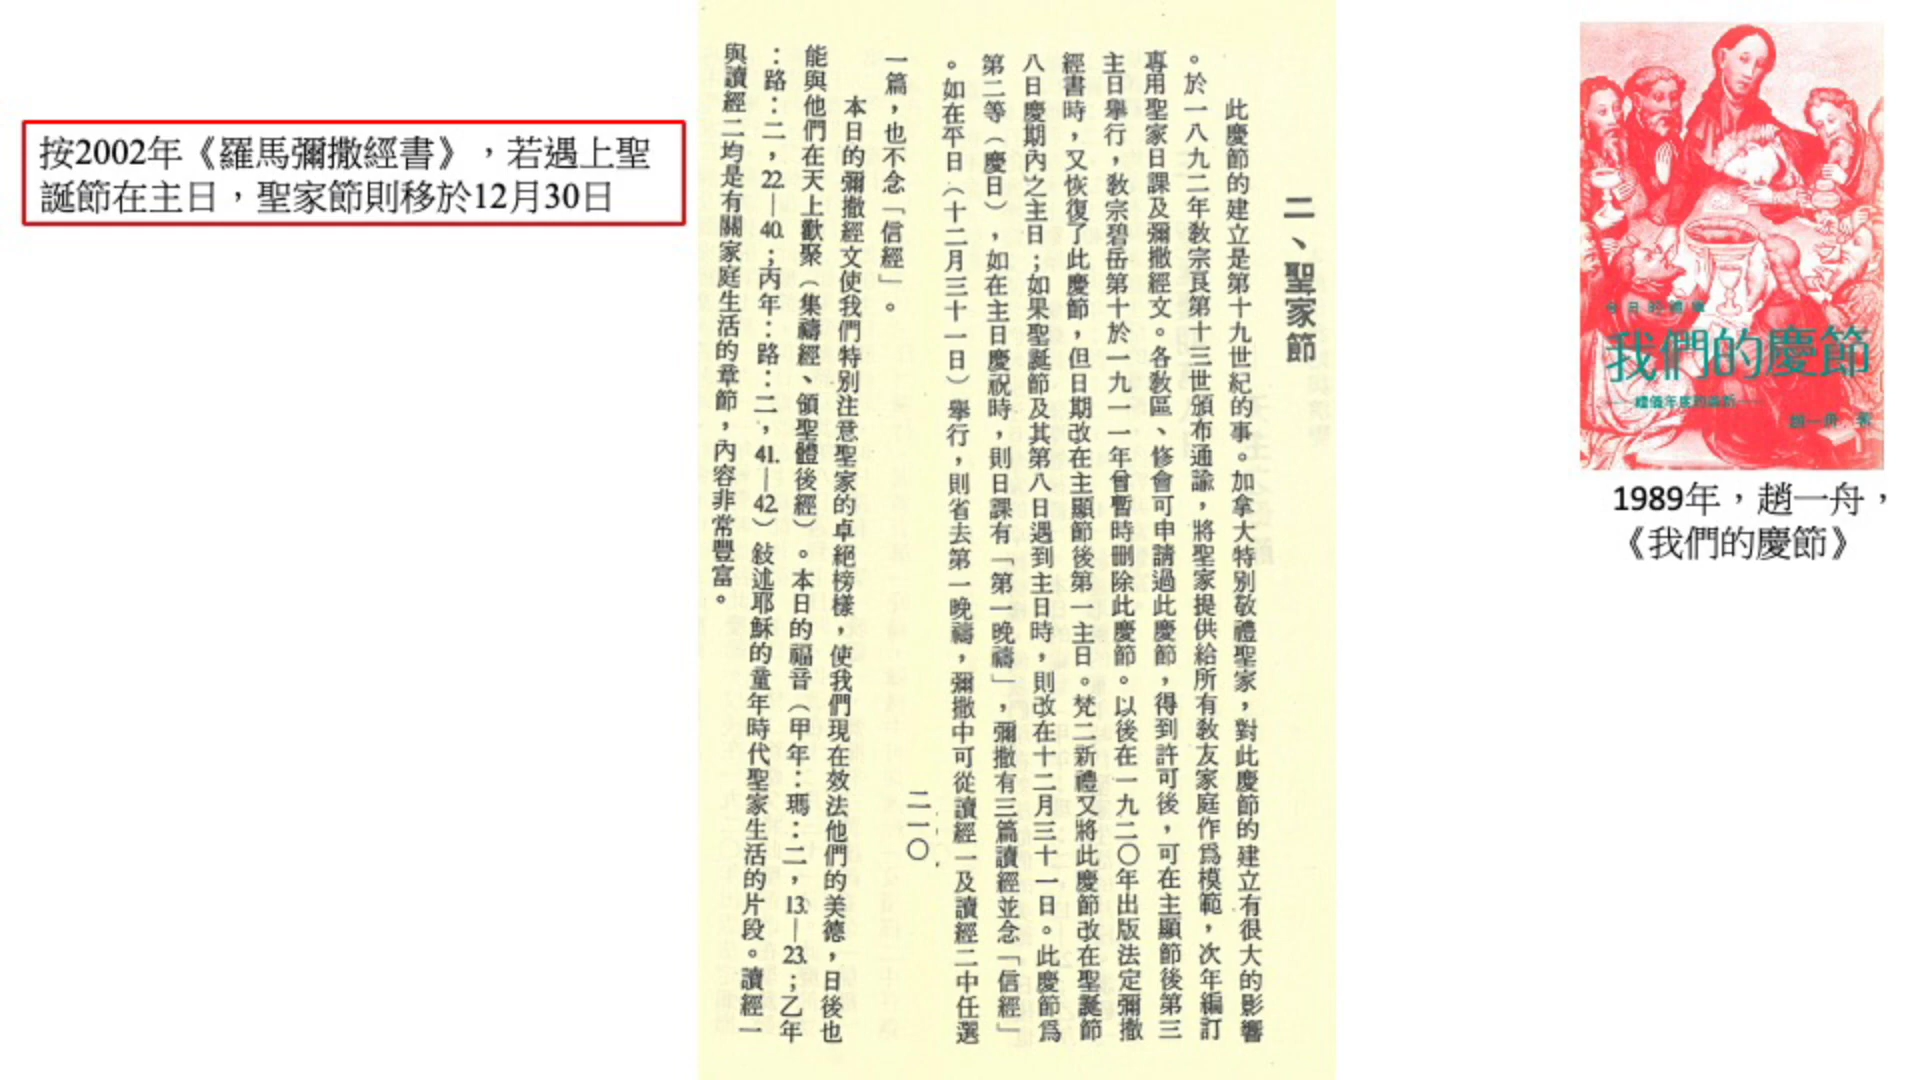 按2002年《羅馬彌撒經書》，若遇上聖
誕節在主日，聖家節則移於12月30日
二、聖家節
此慶節的建立是第十九世紀的事。加拿大特別敬禮聖家，對此慶節的建立有很大的影響
。於一八九二年教宗良第十三世頒布通諭，將聖家提供給所有教友家庭作爲模範，次年編訂
專用聖家日課及彌撒經文。各教區、修會可申請過此慶節，得到許可後，可在主顯節後第三
主日舉行，教宗碧岳第十於一九一一年曾暫時刪除此慶節。以後在一九二〇年出版法定彌撒
經書時，又恢復了此慶節，但日期改在主顯節後第一主日。梵二新禮又將此慶節改在聖誕節
八日慶期內之主日；如果聖誕節及其第八日遇到主日時，則改在十二月三十一日。此慶節爲
第二等（慶日），如在主日慶祝時，則日課有「第一晚禱」，彌撒有三篇讀經並念「信經」
。如在平日（十二月三十一日）舉行，則省去第一晚禱，彌撒中可從讀經一及讀經二中任選
二一〇
一篇，也不念「信經」。
本日的彌撒經文使我們特別注意聖家的卓絕榜樣，使我們現在效法他們的美德，日後也
能與他們在天上歡聚（集禱經、領聖體後經）。本日的福音（甲年：瑪：二，13.—23.；乙年
：路：二，22—40.；丙年：路：二，41.—42.）敍述耶穌的童年時代聖家生活的片段。讀經一
與讀經二均是有關家庭生活的章節，內容非常豐富。
今日的禮儀
我們的慶節
—禮儀年度的講話—
趙一舟 著
1989年，趙一舟，
《我們的慶節》